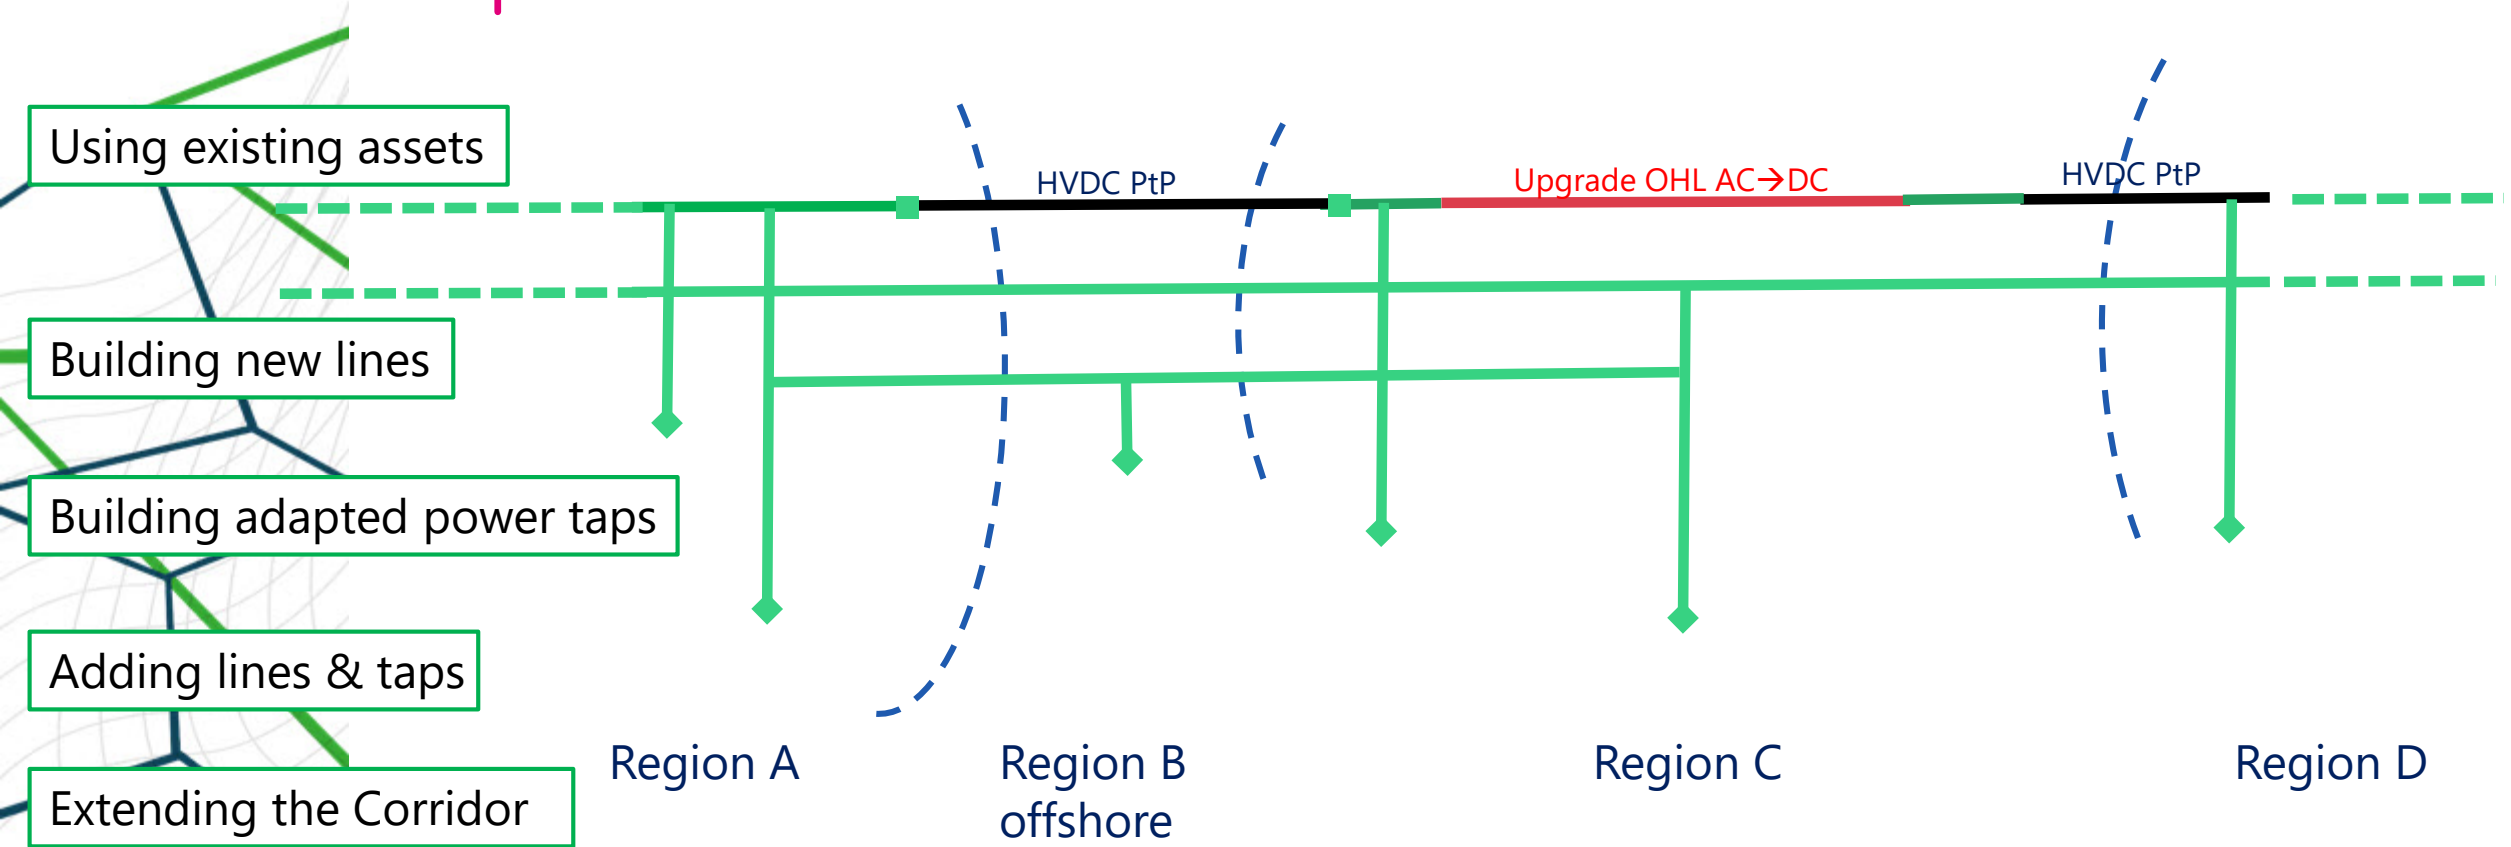 Using existing assets
HVDC PtP
Upgrade OHL AC→DC
HVDC PtP
Building new lines
Building adapted power taps
Adding lines & taps
Extending the Corridor
Region A
Region B
offshore
Region C
Region D